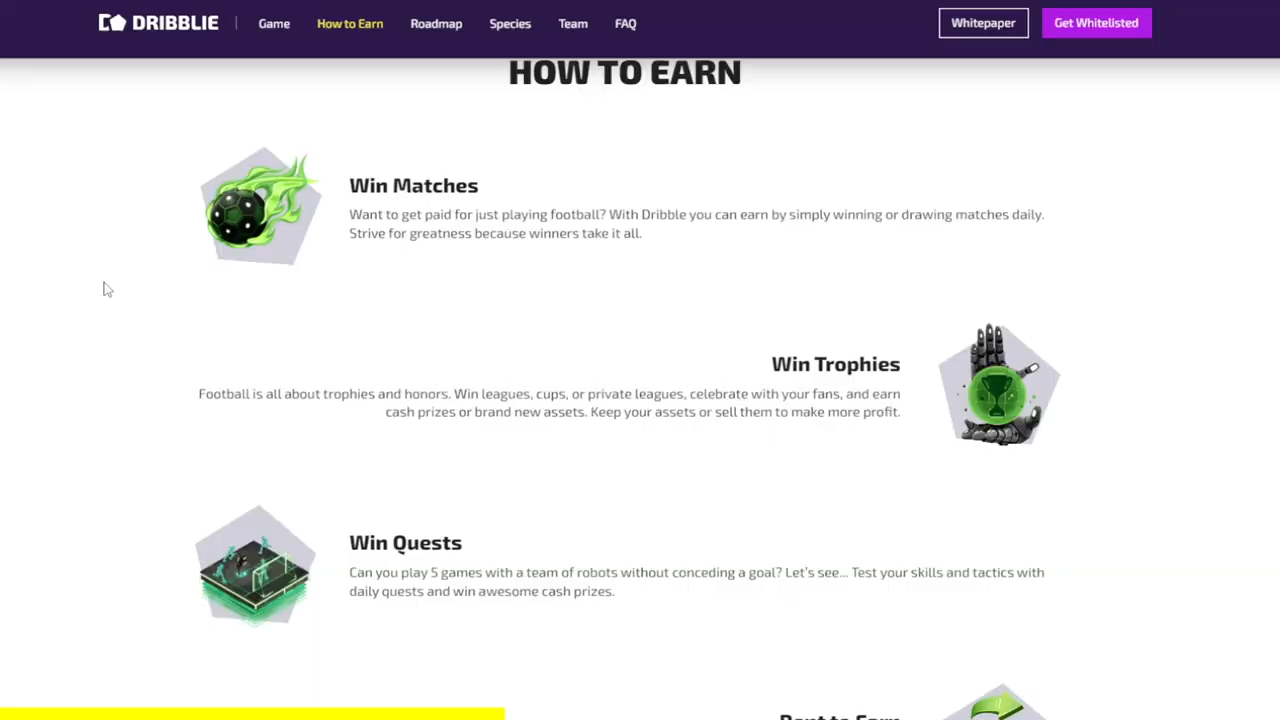 DRIBBLIE
Game
How to Earn
Roadmap
Species
Team
FAQ
Whitepaper
Get Whitelisted
HOW TO EARN
Win Matches
Want to get paid for just playing football? With Dribble you can earn by simply winning or drawing matches daily.
Strive for greatness because winners take it all.
Win Trophies
Football is all about trophies and honors. Win leagues, cups, or private leagues, celebrate with your fans, and earn
cash prizes or brand new assets. Keep your assets or sell them to make more profit.
Win Quests
Can you play 5 games with a team of robots without conceding a goal? Let's see... Test your skills and tactics with
daily quests and win awesome cash prizes.
Rent to Earn